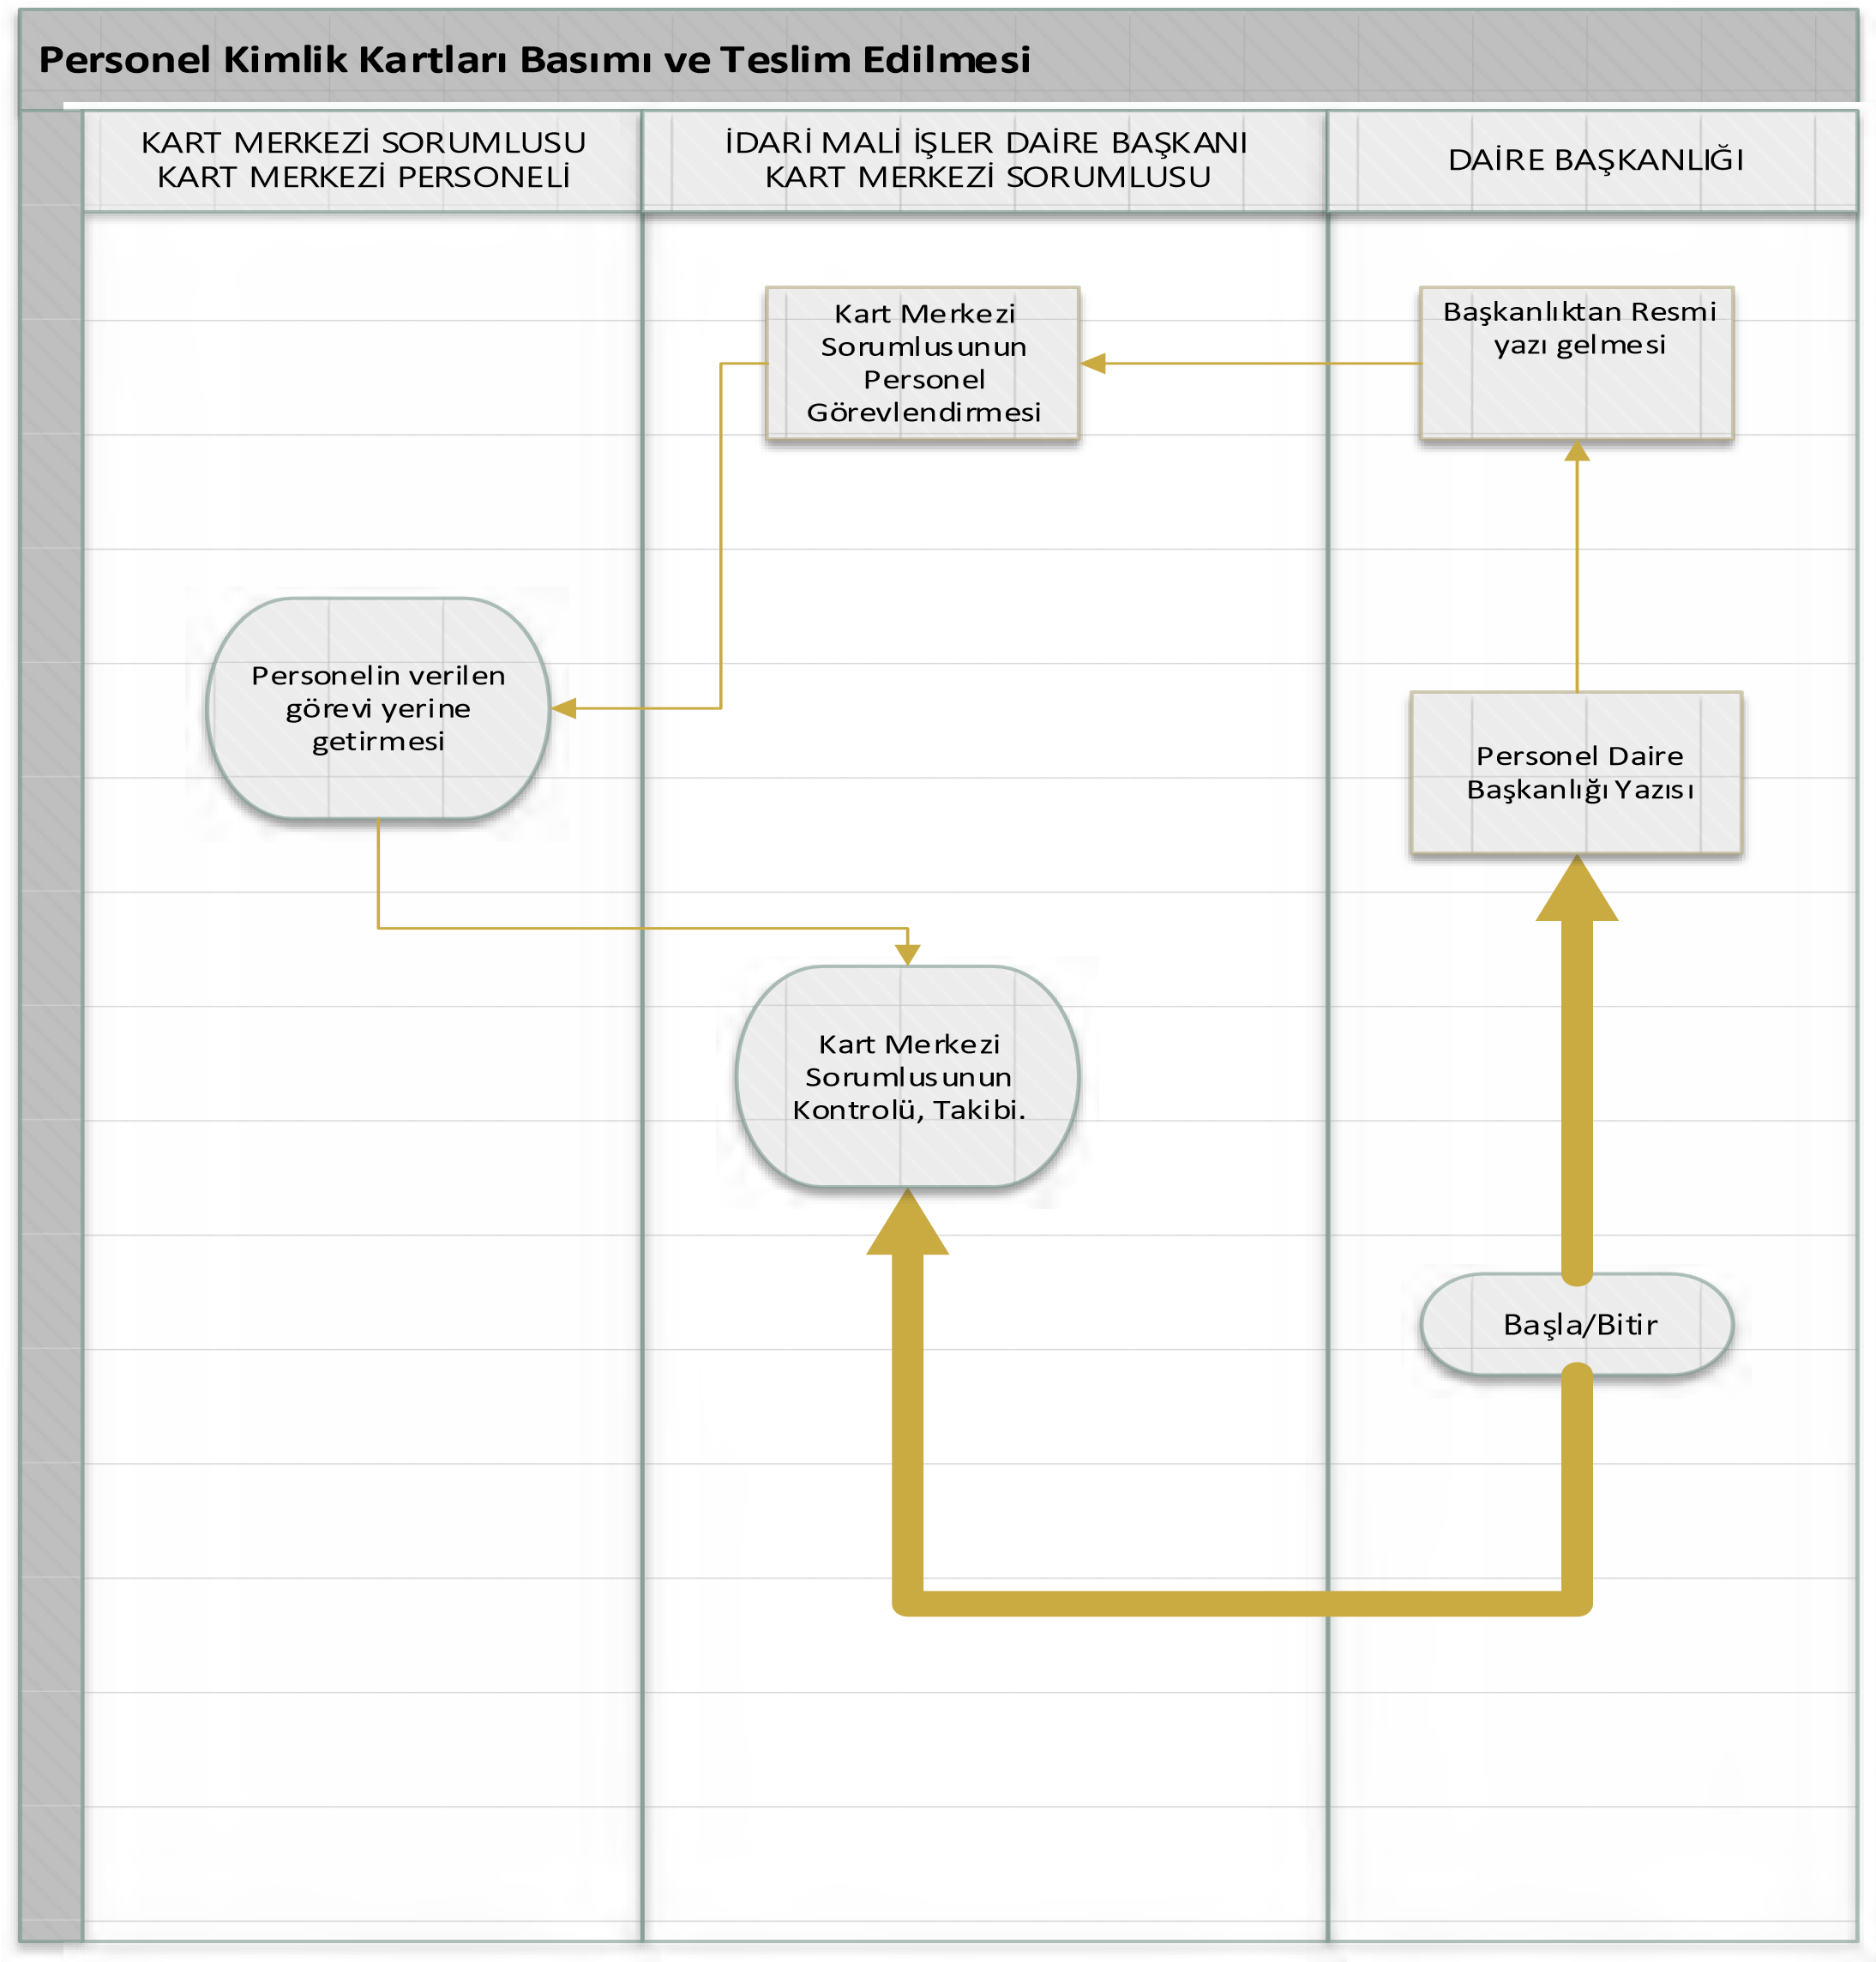 Personel Kimlik Kartları Basımı ve Teslim Edilmesi
KART MERKEZİ SORUMLUSU
KART MERKEZİ PERSONELİ
İDARİ MALİ İŞLER DAİRE BAŞKANI
KART MERKEZİ SORUMLUSU
DAİRE BAŞKANLIĞI
Kart Merkezi
Sorumlusunun
Personel
Görevlendirmesi
Başkanlıktan Resmi
yazı gelmesi
Personelin verilen
görevi yerine
getirmesi
Personel Daire
Başkanlığı Yazısı
Kart Merkezi
Sorumlusunun
Kontrolü, Takibi.
Başla/Bitir